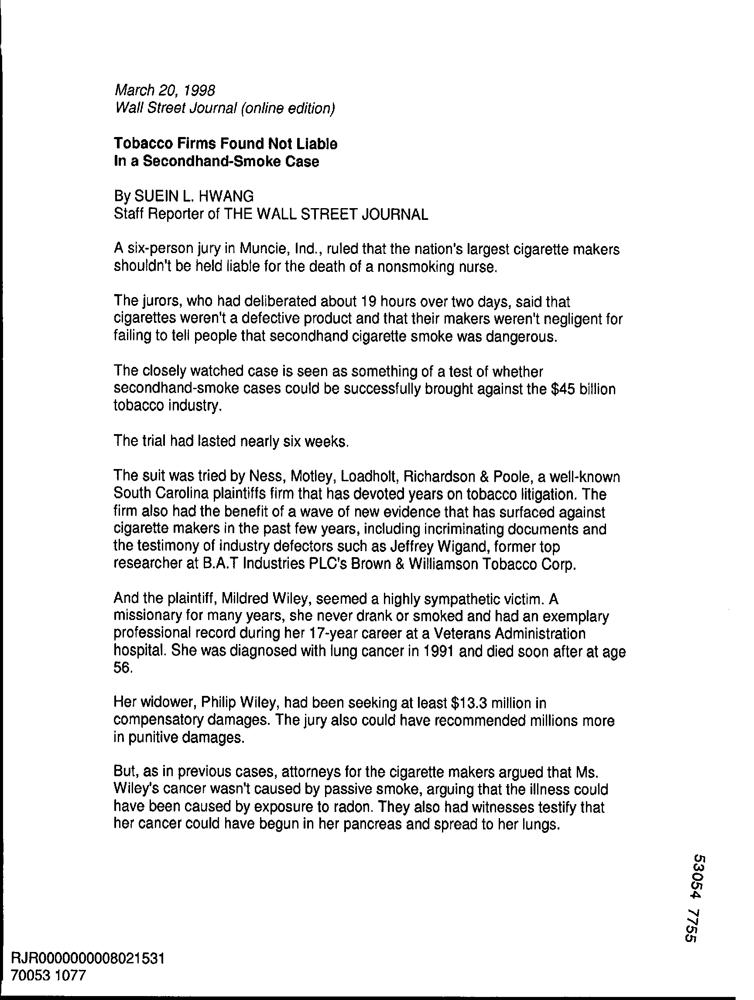 March 20, 1998
Wall Street Journal (online edition)
Tobacco Firms Found Not Liable
In a Secondhand-Smoke Case
By SUEIN L. HWANG
Staff Reporter of THE WALL STREET JOURNAL
A six-person jury in Muncie, Ind., ruled that the nation's largest cigarette makers
shouldn't be held liable for the death of a nonsmoking nurse.
The jurors, who had deliberated about 19 hours over two days, said that
cigarettes weren't a defective product and that their makers weren't negligent for
failing to tell people that secondhand cigarette smoke was dangerous.
The closely watched case is seen as something of a test of whether
secondhand-smoke cases could be successfully brought against the $45 billion
tobacco industry.
The trial had lasted nearly six weeks.
The suit was tried by Ness, Motley, Loadholt, Richardson & Poole, a well-known
South Carolina plaintiffs firm that has devoted years on tobacco litigation. The
firm also had the benefit of a wave of new evidence that has surfaced against
cigarette makers in the past few years, including incriminating documents and
the testimony of industry defectors such as Jeffrey Wigand, former top
researcher at B.A.T Industries PLC's Brown & Williamson Tobacco Corp.
And the plaintiff, Mildred Wiley, seemed a highly sympathetic victim. A
missionary for many years, she never drank or smoked and had an exemplary
professional record during her 17-year career at a Veterans Administration
hospital. She was diagnosed with lung cancer in 1991 and died soon after at age
56.
Her widower, Philip Wiley, had been seeking at least $13.3 million in
compensatory damages. The jury also could have recommended millions more
in punitive damages.
But, as in previous cases, attorneys for the cigarette makers argued that Ms.
Wiley's cancer wasn't caused by passive smoke, arguing that the illness could
have been caused by exposure to radon. They also had witnesses testify that
her cancer could have begun in her pancreas and spread to her lungs.
53054 7755
RJR0000000008021531
70053 1077